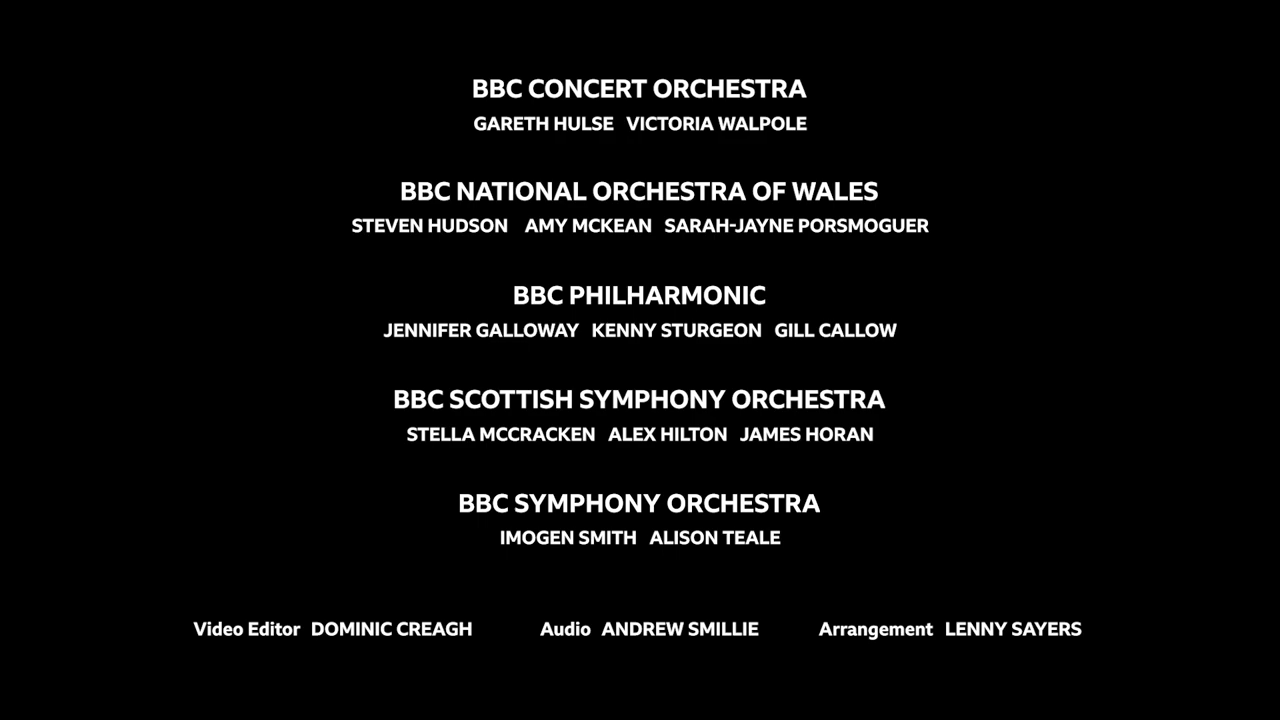 BBC CONCERT ORCHESTRA
GARETH HULSE VICTORIA WALPOLE
BBC NATIONAL ORCHESTRA OF WALES
STEVEN HUDSON AMY MCKEAN SARAH-JAYNE PORSMOGUER
BBC PHILHARMONIC
JENNIFER GALLOWAY KENNY STURGEON GILL CALLOW
BBC SCOTTISH SYMPHONY ORCHESTRA
STELLA MCCRACKEN ALEX HILTON JAMES HORAN
BBC SYMPHONY ORCHESTRA
IMOGEN SMITH ALISON TEALE
Video Editor DOMINIC CREAGH Audio ANDREW SMILLIE Arrangement LENNY SAYERS